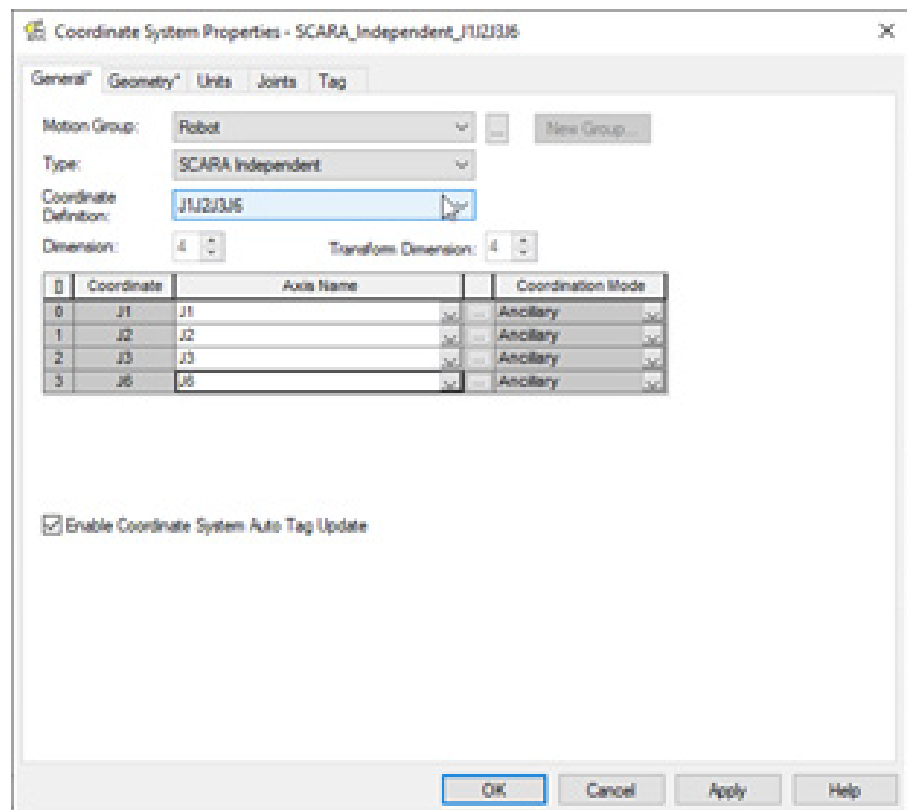 Coordinate System Properties - SCARA_Independent_J1J2J3J6
General* Geometry* Units Joints Tag
Motion Group: Robot ... New Group...
Type: SCARA Independent
Coordinate Definition: J1J2J3J6
Dimension: 4 Transform Dimension: 4
[] Coordinate Axis Name Coordination Mode
0 J1 J1 ... Ancillary
1 J2 J2 ... Ancillary
2 J3 J3 ... Ancillary
3 J6 J6 ... Ancillary
Enable Coordinate System Auto Tag Update
OK Cancel Apply Help